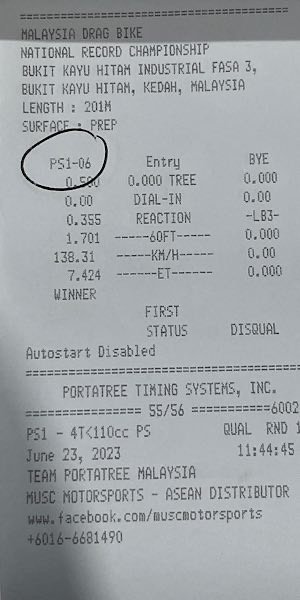 ==============================
MALAYSIA DRAG BIKE
NATIONAL RECORD CHAMPIONSHIP
BUKIT KAYU HITAM INDUSTRIAL FASA 3,
BUKIT KAYU HITAM, KEDAH, MALAYSIA
LENGTH : 201M
SURFACE : PREP
PS1-06 Entry BYE
0.500 0.000 TREE 0.000
0.00 DIAL-IN 0.00
0.355 REACTION -LB3-
1.701 -----60FT----- 0.000
138.31 -----KM/H----- 0.00
7.424 ------ET------ 0.000
WINNER
FIRST
STATUS DISQUAL
Autostart Disabled
==============================
PORTATREE TIMING SYSTEMS, INC.
================ 55/56 ===========6002
PS1 - 4T<110cc PS QUAL RND 1
June 23, 2023 11:44:45
TEAM PORTATREE MALAYSIA
MUSC MOTORSPORTS - ASEAN DISTRIBUTOR
www.facebook.com/muscmotorsports
+6016-6681490